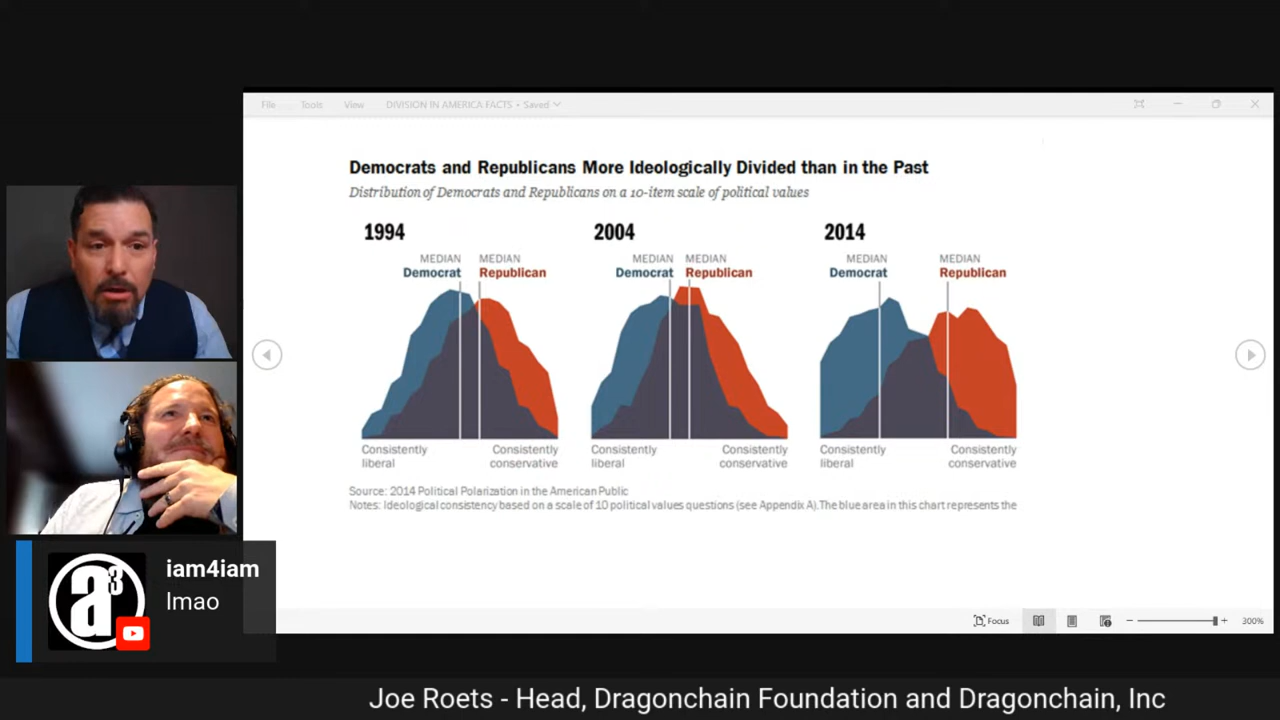 File Tools View DIVISION IN AMERICA FACTS • Saved
Democrats and Republicans More Ideologically Divided than in the Past
Distribution of Democrats and Republicans on a 10-item scale of political values
1994
MEDIAN MEDIAN
Democrat Republican
Consistently liberal
Consistently conservative
2004
MEDIAN MEDIAN
Democrat Republican
Consistently liberal
Consistently conservative
2014
MEDIAN MEDIAN
Democrat Republican
Consistently liberal
Consistently conservative
Source: 2014 Political Polarization in the American Public
Notes: Ideological consistency based on a scale of 10 political values questions (see Appendix A). The blue area in this chart represents the
Focus
300%
a3
iam4iam
lmao
Joe Roets - Head, Dragonchain Foundation and Dragonchain, Inc